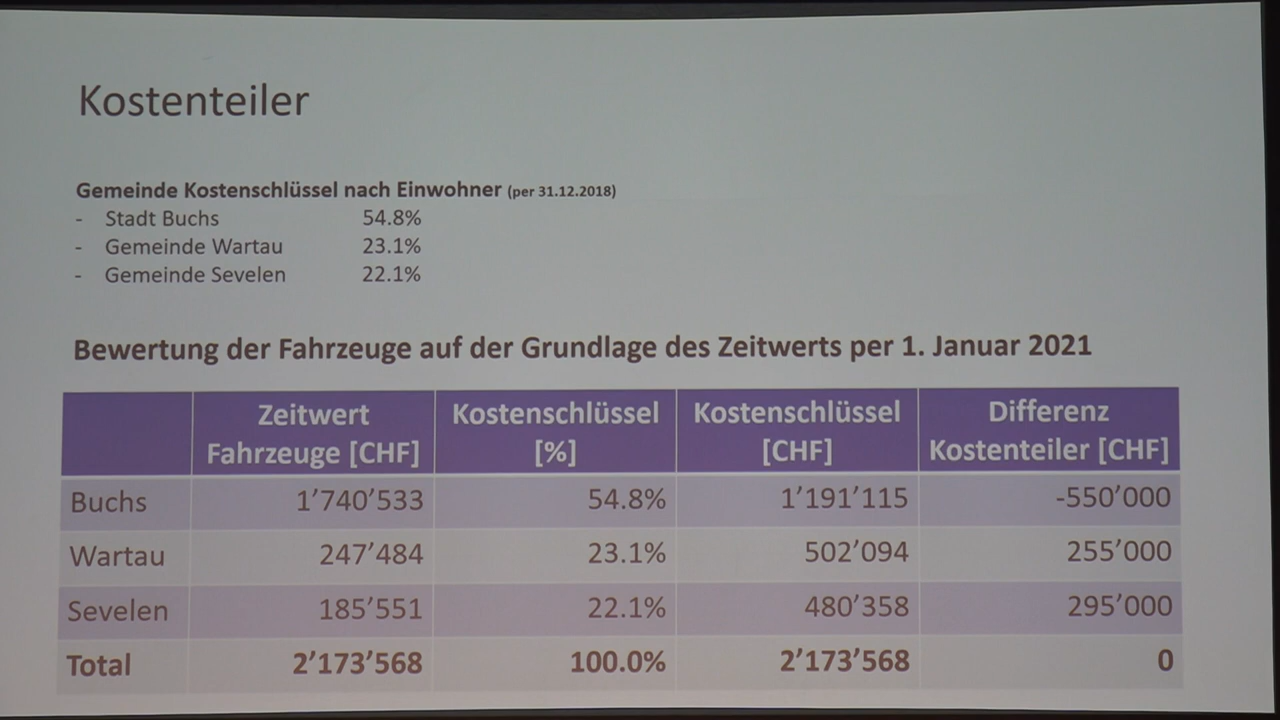 Kostenteiler
Gemeinde Kostenschlüssel nach Einwohner (per 31.12.2018)
- Stadt Buchs 54.8%
- Gemeinde Wartau 23.1%
- Gemeinde Sevelen 22.1%
Bewertung der Fahrzeuge auf der Grundlage des Zeitwerts per 1. Januar 2021
Zeitwert Fahrzeuge [CHF] Kostenschlüssel [%] Kostenschlüssel [CHF] Differenz Kostenteiler [CHF]
Buchs 1’740’533 54.8% 1’191’115 -550’000
Wartau 247’484 23.1% 502’094 255’000
Sevelen 185’551 22.1% 480’358 295’000
Total 2’173’568 100.0% 2’173’568 0